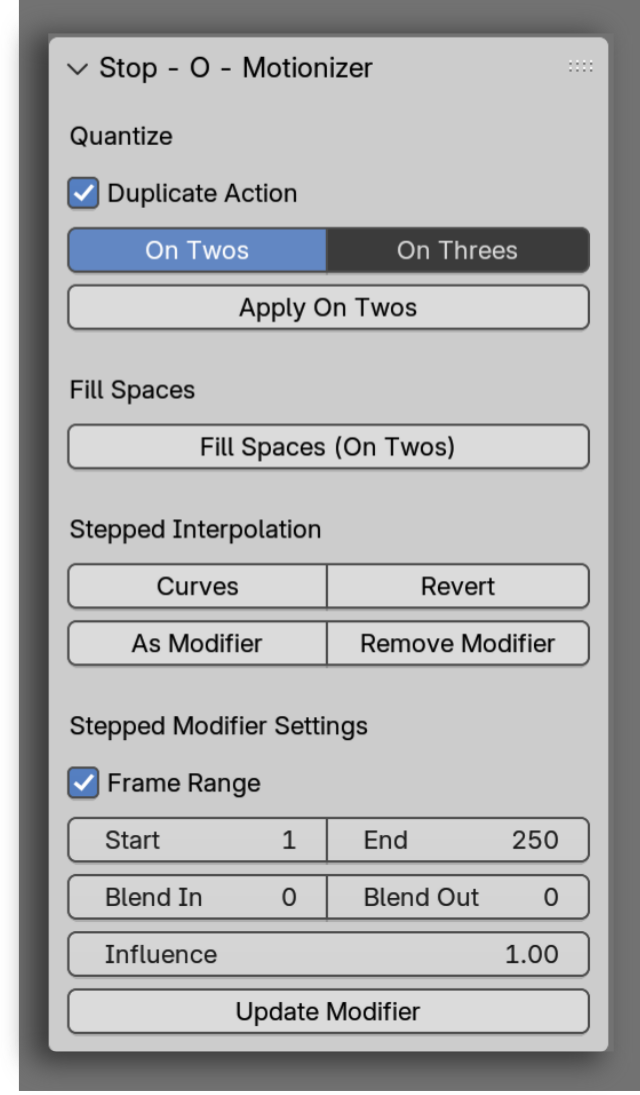 Stop - O - Motionizer
Quantize
Duplicate Action
On Twos On Threes
Apply On Twos
Fill Spaces
Fill Spaces (On Twos)
Stepped Interpolation
Curves Revert
As Modifier Remove Modifier
Stepped Modifier Settings
Frame Range
Start 1 End 250
Blend In 0 Blend Out 0
Influence 1.00
Update Modifier